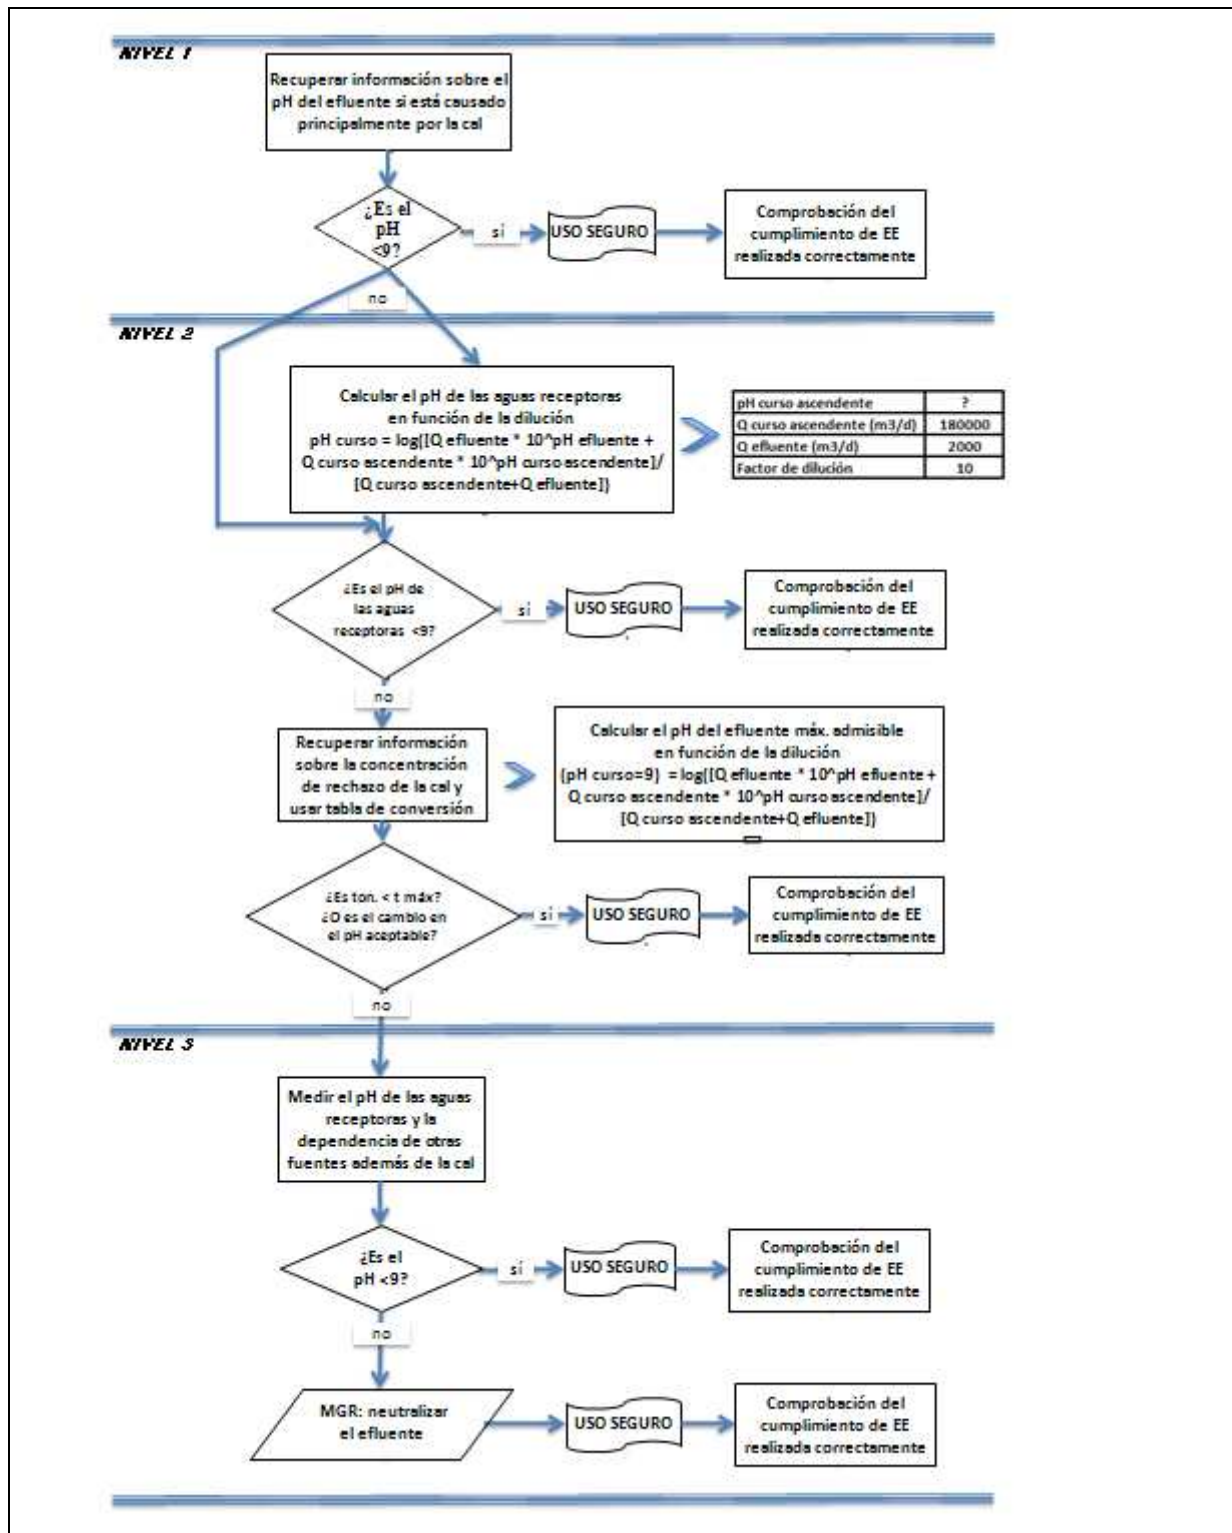 NIVEL 1
Recuperar información sobre el
pH del efluente si está causado
principalmente por la cal
¿Es el
pH
<9?
sí
USO SEGURO
Comprobación del
cumplimiento de EE
realizada correctamente
no
NIVEL 2
Calcular el pH de las aguas receptoras
en función de la dilución
pH curso = log([Q efluente * 10^pH efluente +
Q curso ascendente * 10^pH curso ascendente]/
[Q curso ascendente+Q efluente])
pH curso ascendente ?
Q curso ascendente (m3/d) 180000
Q efluente (m3/d) 2000
Factor de dilución 10
¿Es el pH de
las aguas
receptoras <9?
sí
USO SEGURO
Comprobación del
cumplimiento de EE
realizada correctamente
no
Recuperar información
sobre la concentración
de rechazo de la cal y
usar tabla de conversión
Calcular el pH del efluente máx. admisible
en función de la dilución
(pH curso=9) = log([Q efluente * 10^pH efluente +
Q curso ascendente * 10^pH curso ascendente]/
[Q curso ascendente+Q efluente])
¿Es ton. < t máx?
¿O es el cambio en
el pH aceptable?
sí
USO SEGURO
Comprobación del
cumplimiento de EE
realizada correctamente
no
NIVEL 3
Medir el pH de las aguas
receptoras y la
dependencia de otras
fuentes además de la cal
¿Es el
pH <9?
sí
USO SEGURO
Comprobación del
cumplimiento de EE
realizada correctamente
no
MGR: neutralizar
el efluente
USO SEGURO
Comprobación del
cumplimiento de EE
realizada correctamente